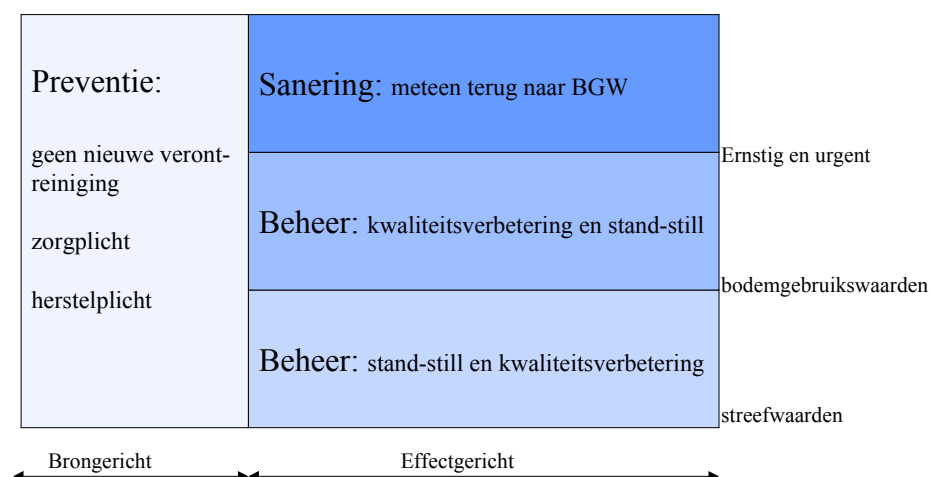 Preventie:
geen nieuwe veront-
reiniging
zorgplicht
herstelplicht
Sanering: meteen terug naar BGW
Ernstig en urgent
Beheer: kwaliteitsverbetering en stand-still
bodemgebruikswaarden
Beheer: stand-still en kwaliteitsverbetering
streefwaarden
Brongericht
Effectgericht